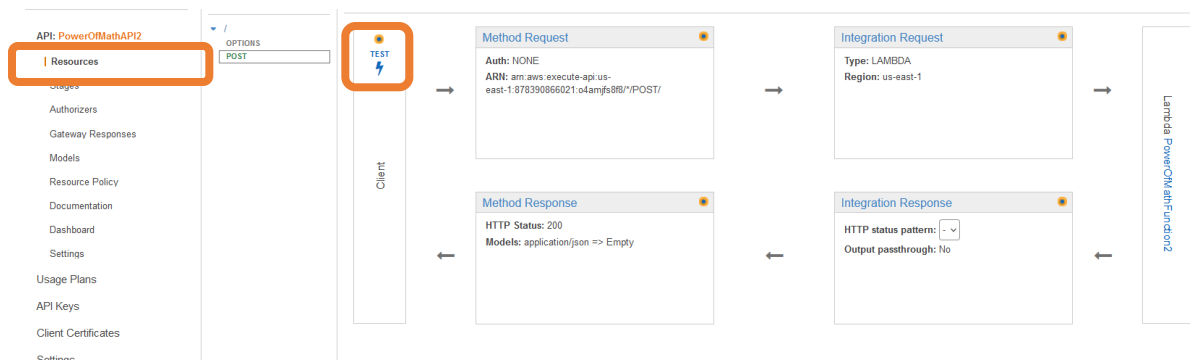 API: PowerOfMathAPI2
Resources
Stages
Authorizers
Gateway Responses
Models
Resource Policy
Documentation
Dashboard
Settings
Usage Plans
API Keys
Client Certificates
Settings
/
OPTIONS
POST
TEST
Client
Method Request
Auth: NONE
ARN: arn:aws:execute-api:us-
east-1:878390866021:o4amjfs8f8/*/POST/
Integration Request
Type: LAMBDA
Region: us-east-1
Method Response
HTTP Status: 200
Models: application/json => Empty
Integration Response
HTTP status pattern: -
Output passthrough: No
Lambda PowerOfMathFunction2